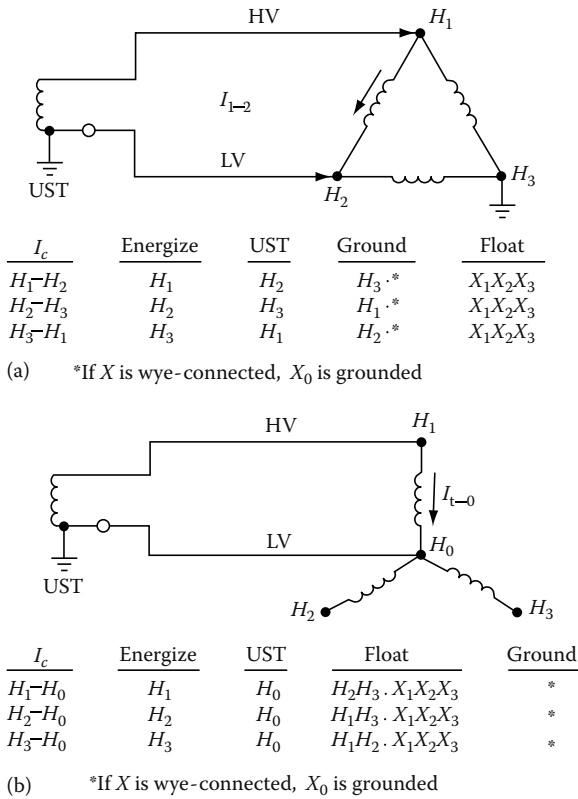 HV
H₁
I₁₋₂
LV
UST
H₂
H₃
I_c Energize UST Ground Float
H₁–H₂ H₁ H₂ H₃ ·* X₁X₂X₃
H₂–H₃ H₂ H₃ H₁ ·* X₁X₂X₃
H₃–H₁ H₃ H₁ H₂ ·* X₁X₂X₃
(a) *If X is wye-connected, X₀ is grounded
HV
H₁
I_t–0
H₀
LV
UST
H₂
H₃
I_c Energize UST Float Ground
H₁–H₀ H₁ H₀ H₂H₃ . X₁X₂X₃ *
H₂–H₀ H₂ H₀ H₁H₃ . X₁X₂X₃ *
H₃–H₀ H₃ H₀ H₁H₂ . X₁X₂X₃ *
(b) *If X is wye-connected, X₀ is grounded